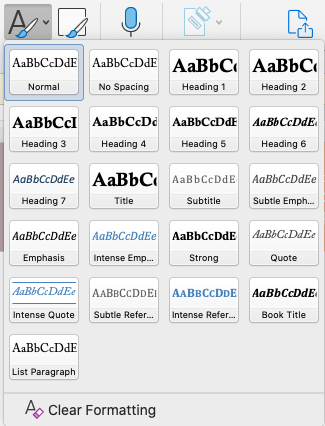 AaBbCcDdE AaBbCcDdE AaBbCc AaBbCc
Normal No Spacing Heading 1 Heading 2
AaBbCcI AaBbCcDd AaBbCcDd AaBbCcDd
Heading 3 Heading 4 Heading 5 Heading 6
AaBbCcDdEe AaBbCc AaBbCcDdE AaBbCcDdEe
Heading 7 Title Subtitle Subtle Emph...
AaBbCcDdEe AaBbCcDdEe AaBbCcDdE AaBbCcDdEe
Emphasis Intense Emp... Strong Quote
AaBbCcDdEe AaBbCcDdE AaBbCcDdE AaBbCcDdEe
Intense Quote Subtle Refer... Intense Refer... Book Title
AaBbCcDdE
List Paragraph
Clear Formatting